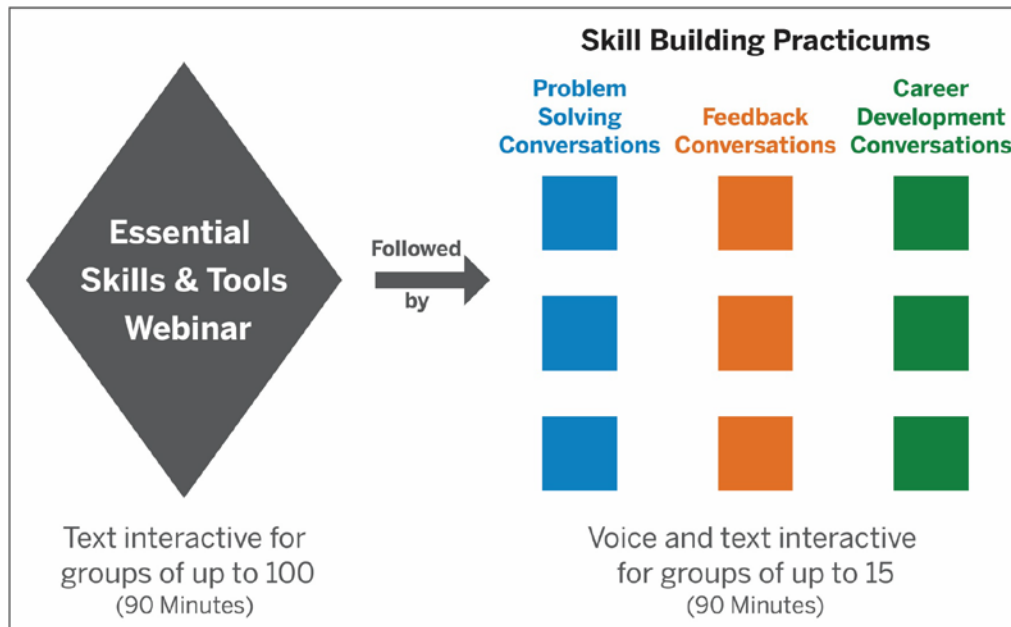 Skill Building Practicums
Problem
Solving
Conversations
Feedback
Conversations
Career
Development
Conversations
Essential
Skills & Tools
Webinar
Followed
by
Text interactive for
groups of up to 100
(90 Minutes)
Voice and text interactive
for groups of up to 15
(90 Minutes)